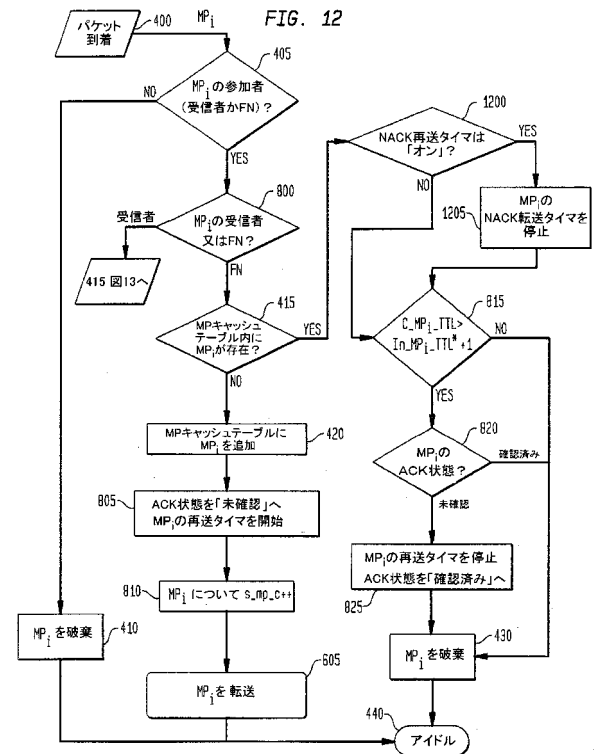 FIG. 12
パケット
到着
400
MPi
405
MPiの参加者
(受信者かFN)?
NO
YES
1200
NACK再送タイマは
「オン」?
YES
NO
800
MPiの受信者
又はFN?
受信者
FN
415 図13へ
1205
MPiの
NACK転送タイマを
停止
415
MPキャッシュ
テーブル内に
MPiが存在?
YES
NO
815
C_MPi_TTL>
In_MPi_TTL*+1
NO
YES
MPキャッシュテーブルに
MPiを追加
420
820
MPiの
ACK状態?
確認済み
未確認
805
ACK状態を「未確認」へ
MPiの再送タイマを開始
MPiの再送タイマを停止
ACK状態を「確認済み」へ
825
810
MPiについて s_mp_c++
MPiを破棄
410
605
MPiを転送
430
MPiを破棄
440
アイドル